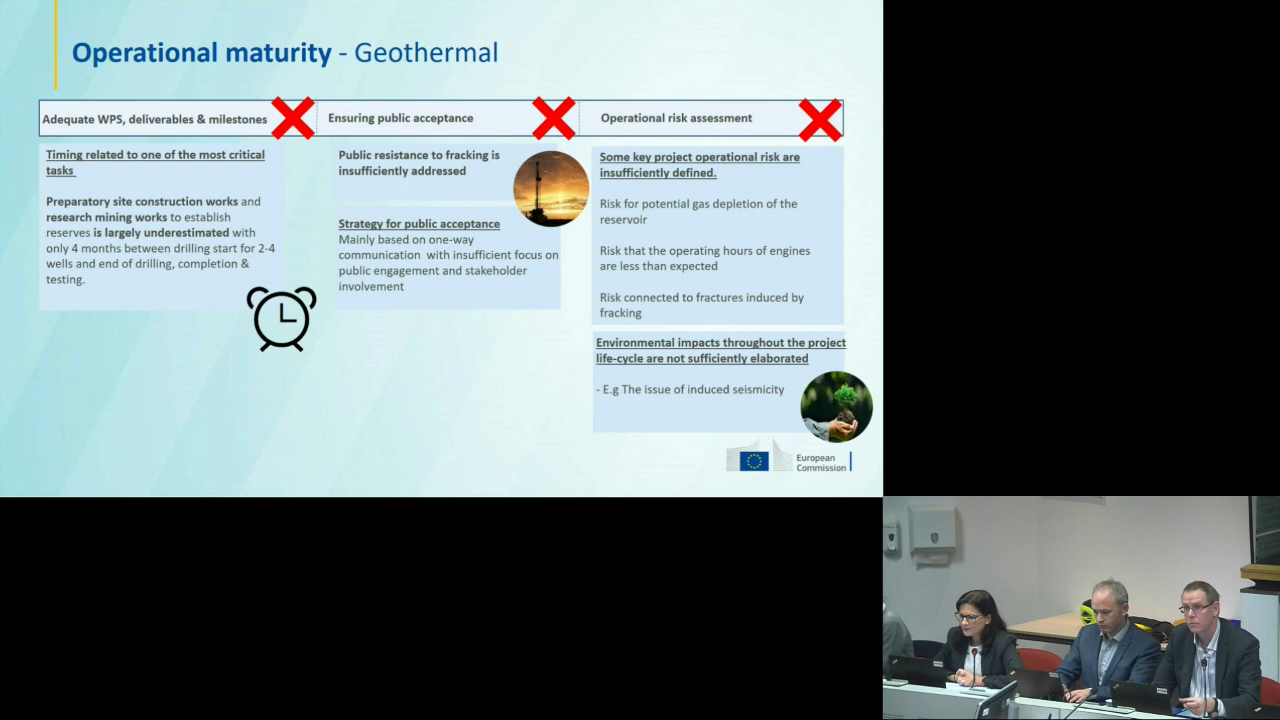 Operational maturity - Geothermal
Adequate WPS, deliverables & milestones
Ensuring public acceptance
Operational risk assessment
Timing related to one of the most critical
tasks
Preparatory site construction works and
research mining works to establish
reserves is largely underestimated with
only 4 months between drilling start for 2-4
wells and end of drilling, completion &
testing.
Public resistance to fracking is
insufficiently addressed
Strategy for public acceptance
Mainly based on one-way
communication with insufficient focus on
public engagement and stakeholder
involvement
Some key project operational risk are
insufficiently defined.
Risk for potential gas depletion of the
reservoir
Risk that the operating hours of engines
are less than expected
Risk connected to fractures induced by
fracking
Environmental impacts throughout the project
life-cycle are not sufficiently elaborated
- E.g The issue of induced seismicity
European
Commission